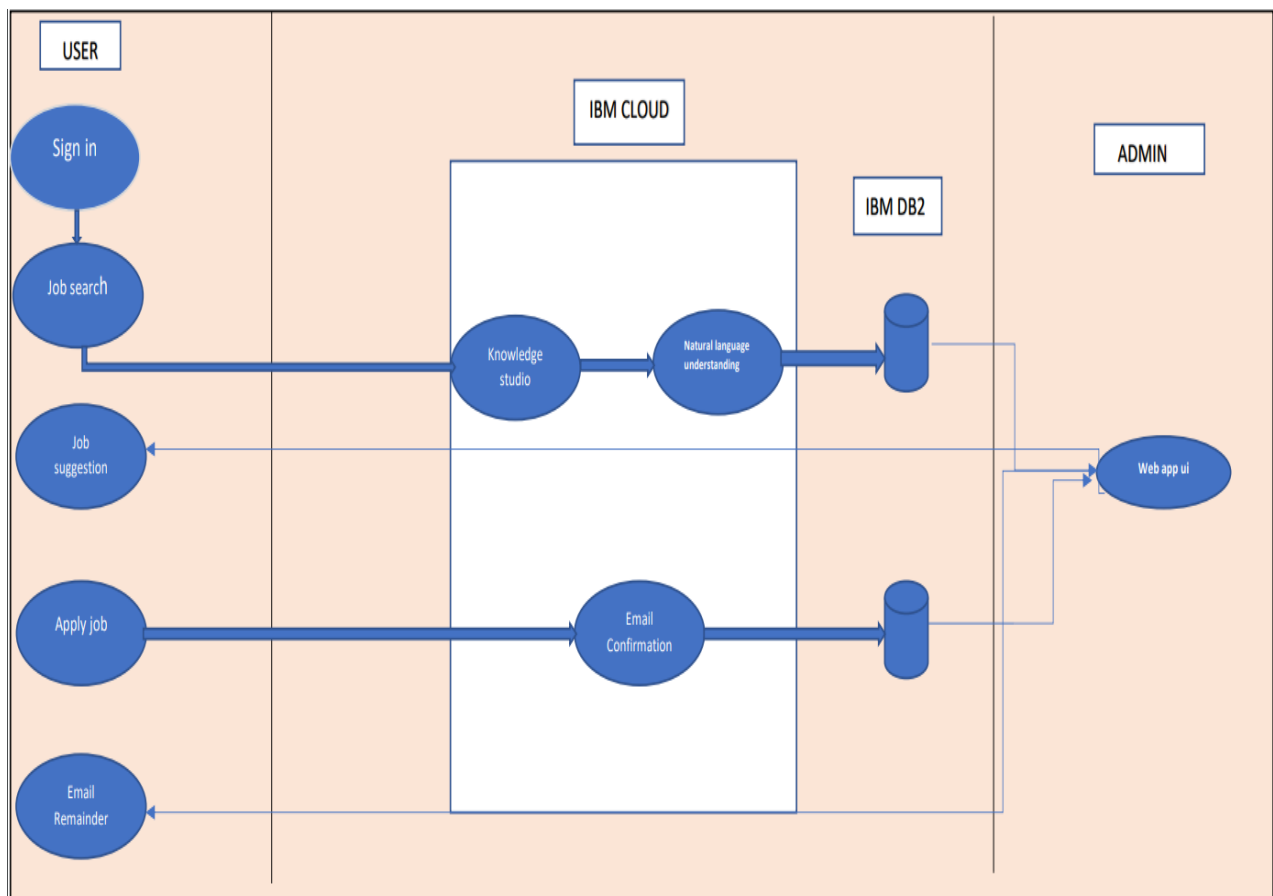 USER
IBM CLOUD
ADMIN
Sign in
IBM DB2
Job search
Knowledge
studio
Natural language
understanding
Job
suggestion
Web app ui
Apply job
Email
Confirmation
Email
Remainder